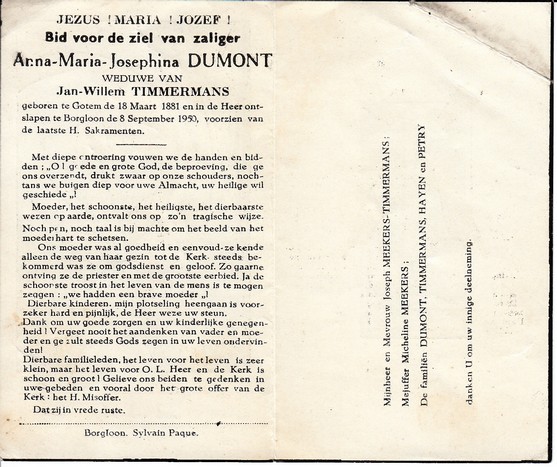 JEZUS ! MARIA ! JOZEF !
Bid voor de ziel van zaliger
Anna-Maria-Josephina DUMONT
WEDUWE VAN
Jan-Willem TIMMERMANS
geboren te Gotem de 18 Maart 1881 en in de Heer ont-
slapen te Borgloon de 8 September 1950, voorzien van
de laatste H. Sakramenten.
Met diepe ontroering vouwen we de handen en bid-
den : „O ! goede en grote God, de beproeving, die ge
ons overzendt, drukt zwaar op onze schouders, noch-
tans we buigen diep voor uwe Almacht, uw heilige wil
geschiede „!
Moeder, het schoonste, het heiligste, het dierbaarste
wezen op aarde, ontvalt ons op zo'n tragische wijze.
Noch pen, noch taal is bij machte om het beeld van het
moederhart te schetsen.
Ons moeder was al goedheid en eenvoud - ze kende
alleen de weg van haar gezin tot de Kerk - steeds be-
kommerd was ze om godsdienst en geloof. Zo gaarne
ontving ze de priester en met de grootste eerbied. Ja de
schoonste troost in het leven van de mens is te mogen
zeggen : „we hadden een brave moeder „!
Dierbare kinderen, mijn plotseling heengaan is voor-
zeker hard en pijnlijk, de Heer weze uw steun.
Dank om uw goede zorgen en uw kinderlijke genegen-
heid ! Vergeet nooit het aandenken van vader en moe-
der en ge zult steeds Gods zegen in uw leven ondervin-
den!
Dierbare familieleden, het leven voor het leven is zeer
klein, maar het leven voor O. L. Heer en de Kerk is
schoon en groot ! Gelieve ons beiden te gedenken in
uwe gebeden en vooral door het grote offer van de
Kerk : het H. Misoffer.
Dat zij in vrede ruste.
Borgloon. Sylvain Paque.
Mijnheer en Mevrouw Joseph MEEKERS-TIMMERMANS ;
Mejuffer Micheline MEEKERS ;
De familiën DUMONT, TIMMERMANS, HAYEN en PETRY
danken U om uw innige deelneming.